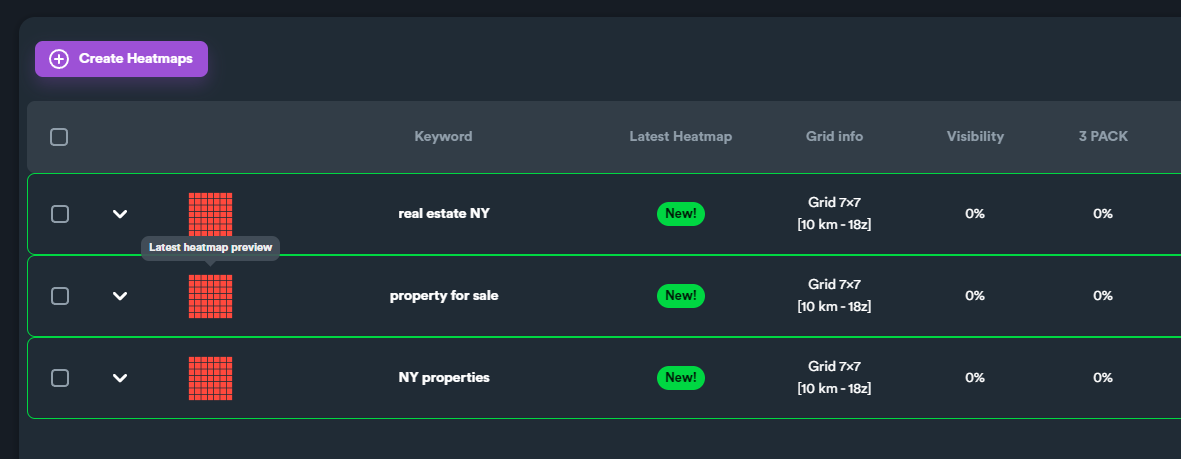 Create Heatmaps
Keyword Latest Heatmap Grid info Visibility 3 PACK
real estate NY New! Grid 7×7 [10 km - 18z] 0% 0%
Latest heatmap preview
property for sale New! Grid 7×7 [10 km - 18z] 0% 0%
NY properties New! Grid 7×7 [10 km - 18z] 0% 0%